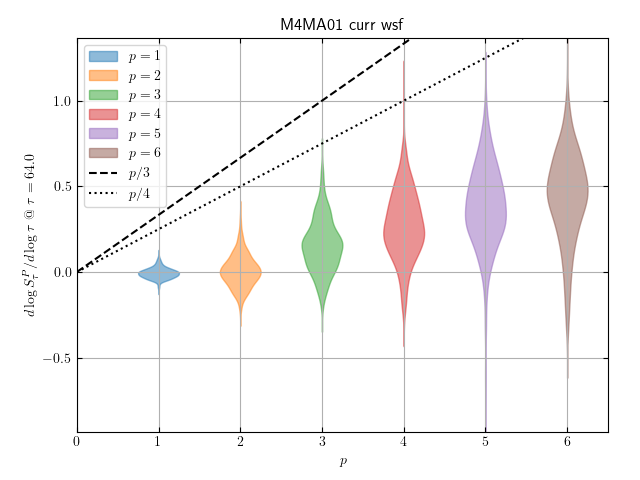 M4MA01 curr wsf
p = 1
p = 2
p = 3
p = 4
p = 5
p = 6
p/3
p/4
1.0
0.5
0.0
−0.5
d log S_τ^P / d log τ @ τ = 64.0
0 1 2 3 4 5 6
p